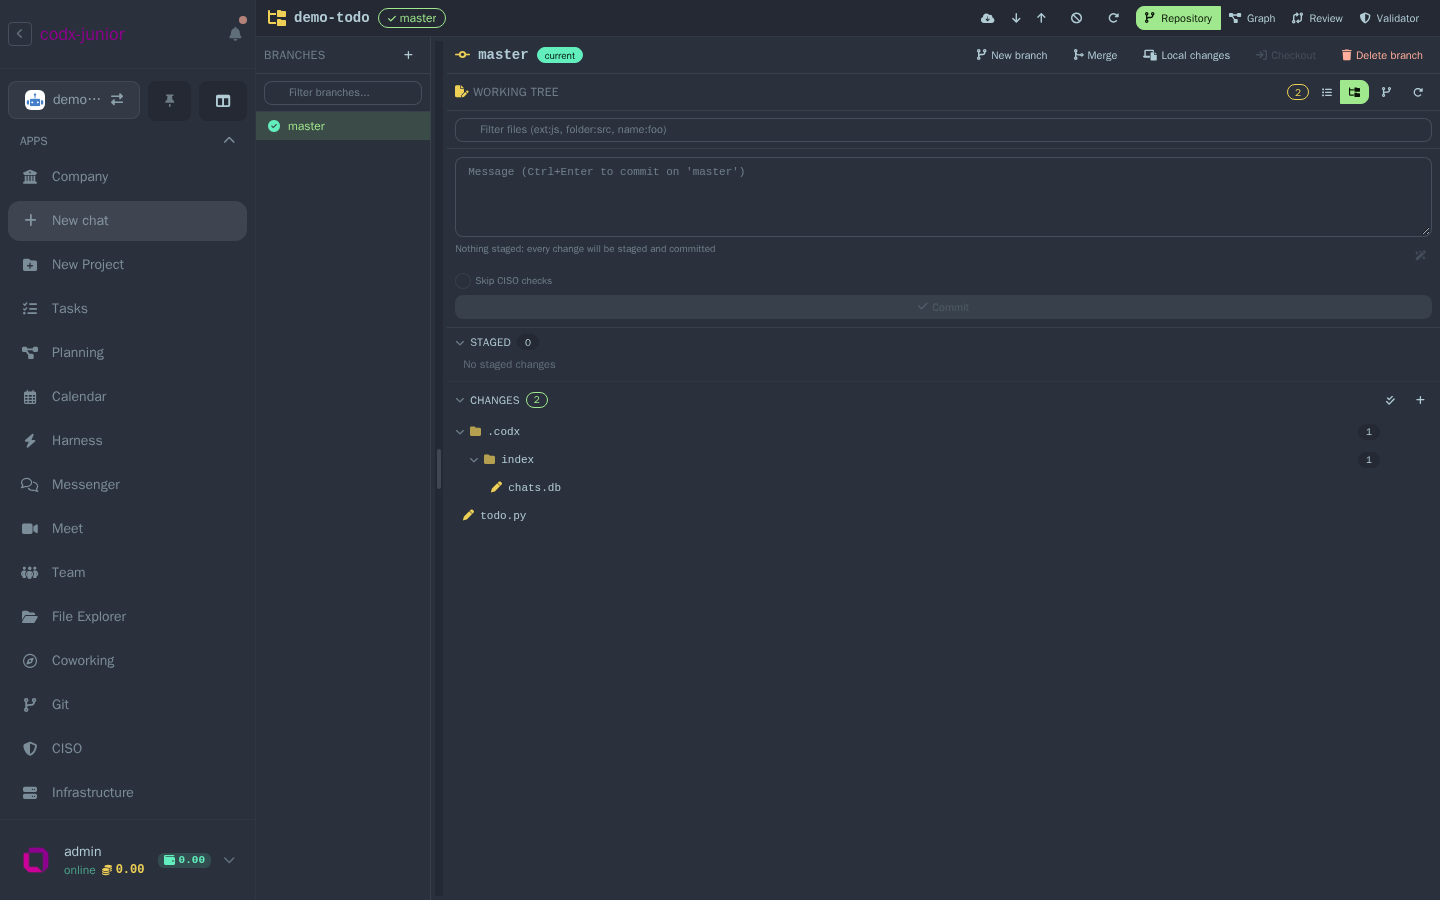 codx-junior
demo···
APPS
Company
New chat
New Project
Tasks
Planning
Calendar
Harness
Messenger
Meet
Team
File Explorer
Coworking
Git
CISO
Infrastructure
admin
online 0.00
0.00
demo-todo master
Repository Graph Review Validator
BRANCHES
Filter branches...
master
master current
New branch Merge Local changes Checkout Delete branch
WORKING TREE
2
Filter files (ext:js, folder:src, name:foo)
Message (Ctrl+Enter to commit on 'master')
Nothing staged: every change will be staged and committed
Skip CISO checks
Commit
STAGED 0
No staged changes
CHANGES 2
.codx 1
index 1
chats.db
todo.py